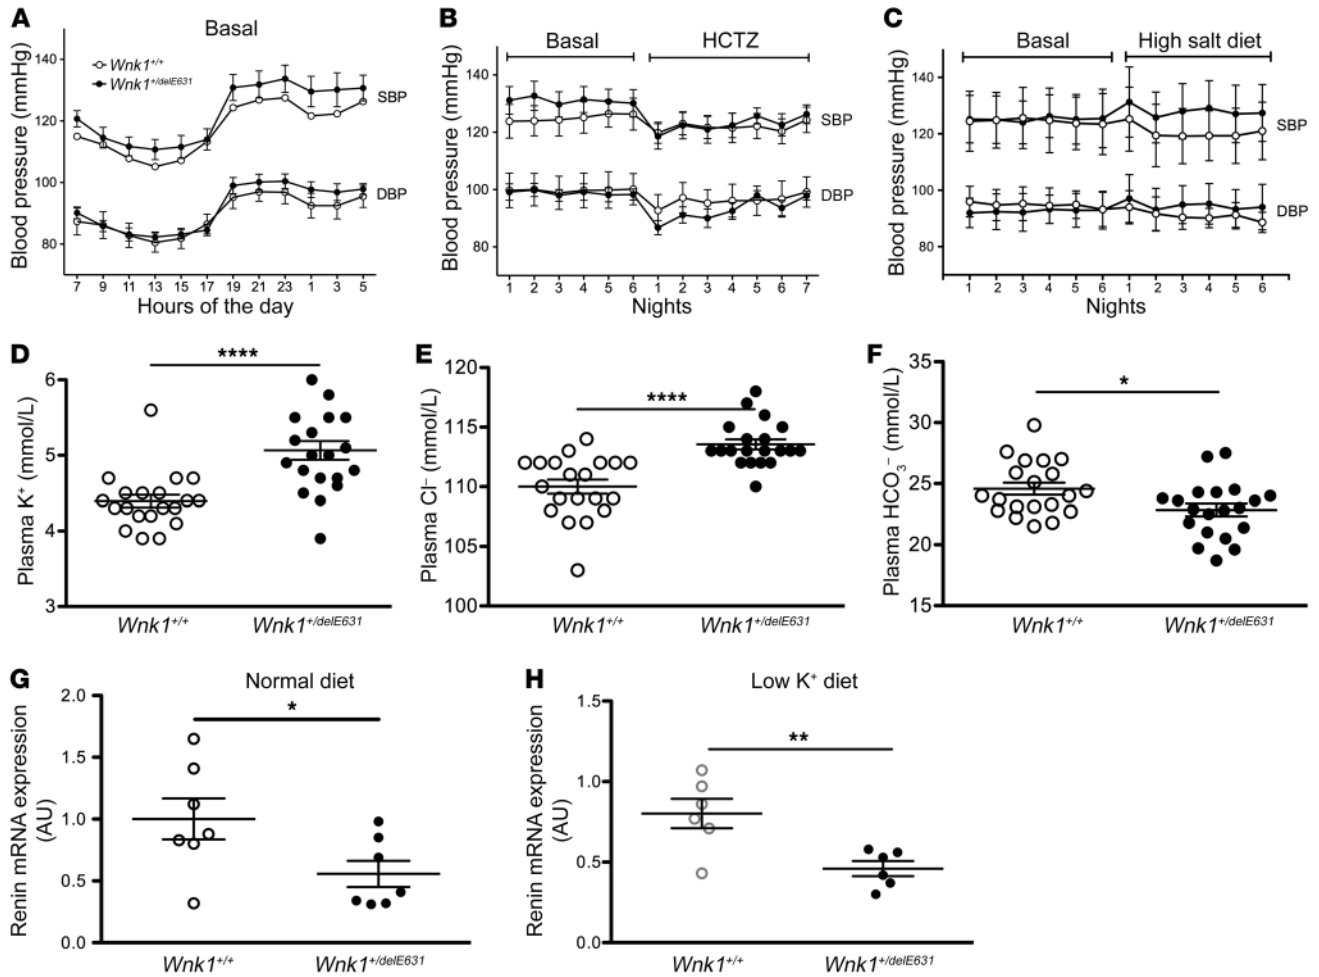 A
Basal
Blood pressure (mmHg)
140
120
100
80
Wnk1+/+
Wnk1+/delE631
SBP
DBP
7 9 11 13 15 17 19 21 23 1 3 5
Hours of the day
B
Basal HCTZ
Blood pressure (mmHg)
140
120
100
80
SBP
DBP
1 2 3 4 5 6 1 2 3 4 5 6 7
Nights
C
Basal High salt diet
Blood pressure (mmHg)
140
120
100
80
SBP
DBP
1 2 3 4 5 6 1 2 3 4 5 6
Nights
D
****
Plasma K+ (mmol/L)
6
5
4
3
Wnk1+/+ Wnk1+/delE631
E
****
Plasma Cl− (mmol/L)
120
115
110
105
100
Wnk1+/+ Wnk1+/delE631
F
*
Plasma HCO3− (mmol/L)
35
30
25
20
15
Wnk1+/+ Wnk1+/delE631
G
Normal diet
*
Renin mRNA expression
(AU)
2.0
1.5
1.0
0.5
0.0
Wnk1+/+ Wnk1+/delE631
H
Low K+ diet
**
Renin mRNA expression
(AU)
1.5
1.0
0.5
0.0
Wnk1+/+ Wnk1+/delE631